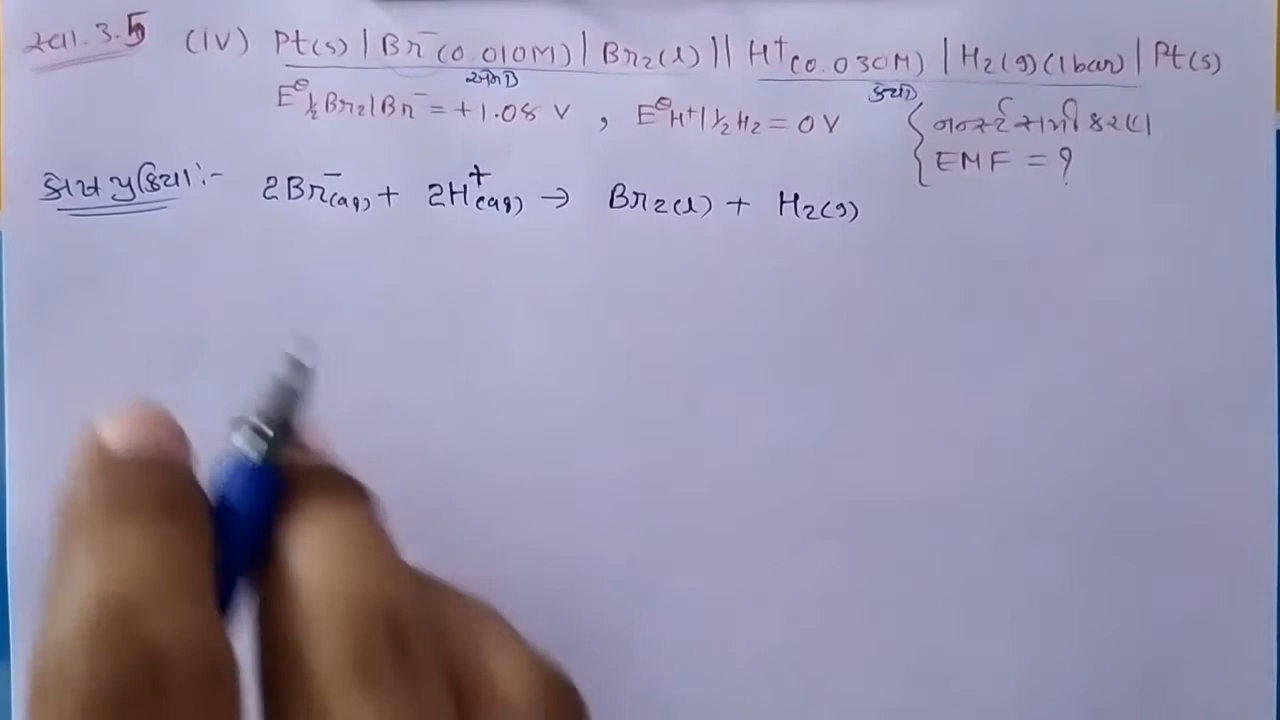 સ્વા. 3.5 (iv) Pt(s) | Br⁻(0.010M) | Br₂(l) || H⁺(0.030M) | H₂(g)(1bar) | Pt(s)
એનોડ કેથોડ
E⊖ ½Br₂|Br⁻ = +1.08 V , E⊖ H⁺|½H₂ = 0 V { નર્ન્સ્ટ સમીકરણ
EMF = ?
કોષ પ્રક્રિયા :- 2Br⁻(aq) + 2H⁺(aq) → Br₂(l) + H₂(g)